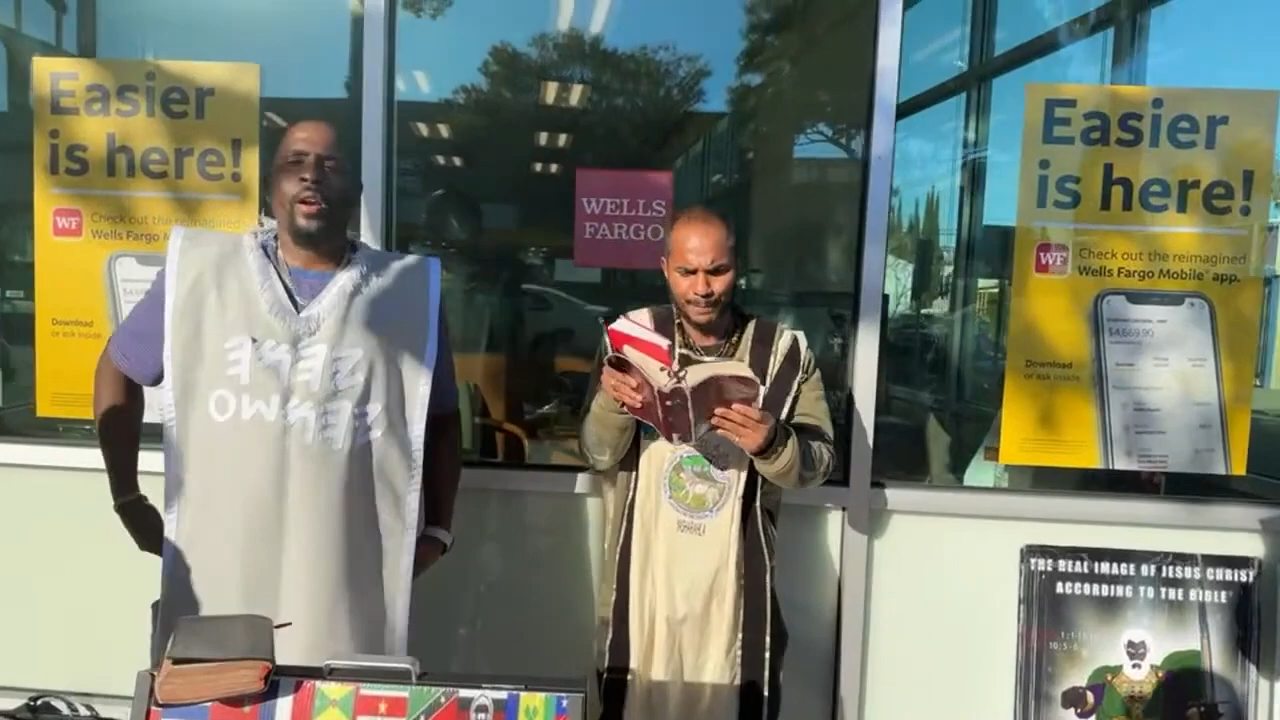 Easier
is here!
WF
Check out the reimagined
Wells Fargo
Download
or ask inside
𐤉𐤄𐤅𐤄
𐤉𐤄𐤅𐤔𐤏
WELLS
FARGO
Easier
is here!
WF
Check out the reimagined
Wells Fargo Mobile® app.
$4,669.90
Download
or ask inside
THE REAL IMAGE OF JESUS CHRIST
ACCORDING TO THE BIBLE